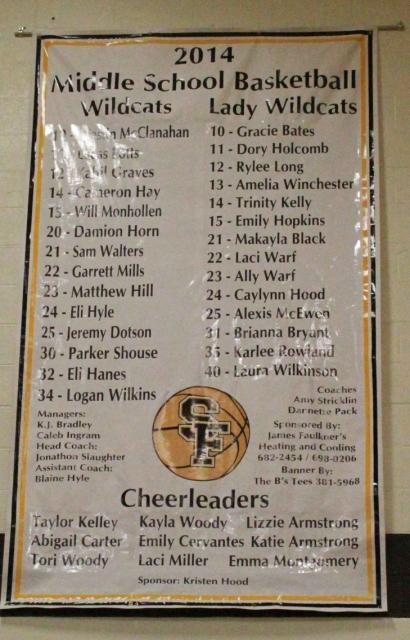 2014
Middle School Basketball
Wildcats
McClanahan
Potts
12 - Graves
14 - Cameron Hay
15 - Will Monhollen
20 - Damion Horn
21 - Sam Walters
22 - Garrett Mills
23 - Matthew Hill
24 - Eli Hyle
25 - Jeremy Dotson
30 - Parker Shouse
32 - Eli Hanes
34 - Logan Wilkins
Managers:
K.J. Bradley
Caleb Ingram
Head Coach:
Jonathon Slaughter
Assistant Coach:
Blaine Hyle
Lady Wildcats
10 - Gracie Bates
11 - Dory Holcomb
12 - Rylee Long
13 - Amelia Winchester
14 - Trinity Kelly
15 - Emily Hopkins
21 - Makayla Black
22 - Laci Warf
23 - Ally Warf
24 - Caylynn Hood
25 - Alexis McEwen
31 - Brianna Bryant
35 - Karlee Rowland
40 - Laura Wilkinson
Coaches
Amy Stricklin
Darnette Pack
Sponsored By:
James Faulkner's
Heating and Cooling
682-2454 / 698-0206
Banner By:
The B's Tees 381-5968
Cheerleaders
Taylor Kelley Kayla Woody Lizzie Armstrong
Abigail Carter Emily Cervantes Katie Armstrong
Tori Woody Laci Miller Emma Montgomery
Sponsor: Kristen Hood